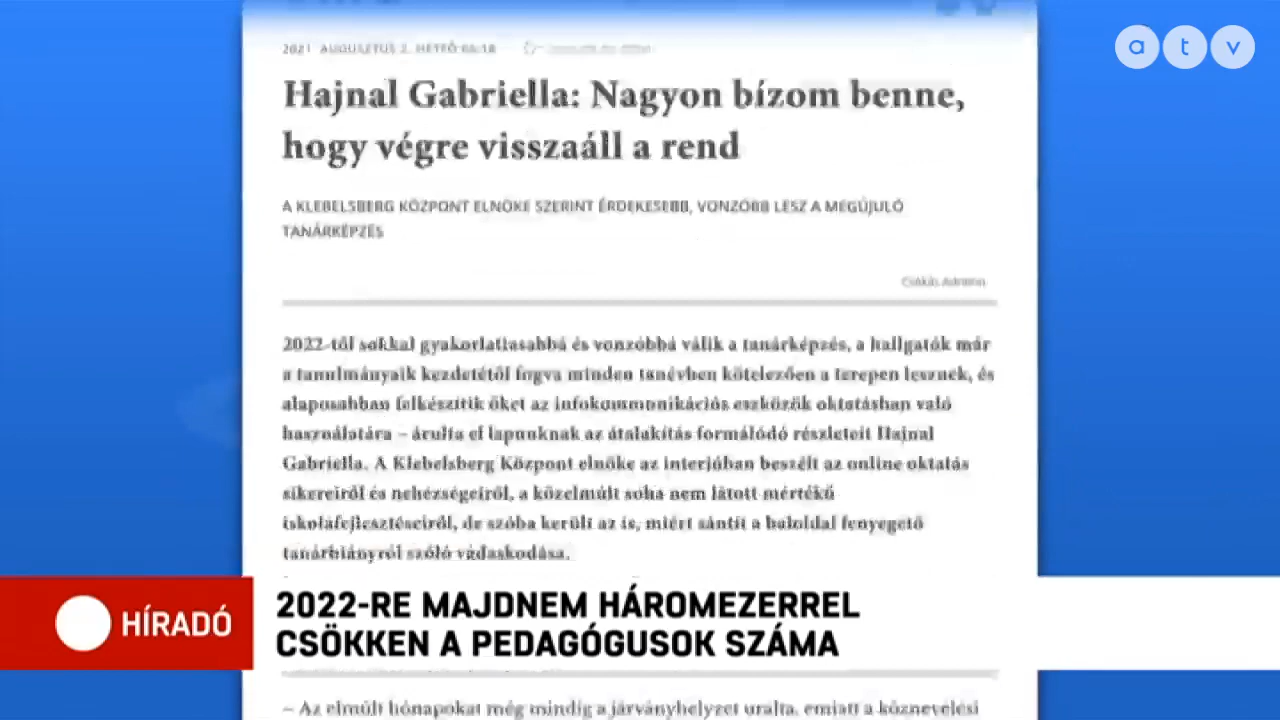 2021. AUGUSZTUS 2. HÉTFŐ 06:18
a t v
Hajnal Gabriella: Nagyon bízom benne,
hogy végre visszaáll a rend
A KLEBELSBERG KÖZPONT ELNÖKE SZERINT ÉRDEKESEBB, VONZÓBB LESZ A MEGÚJULÓ
TANÁRKÉPZÉS
2022-től sokkal gyakorlatiasabbá és vonzóbbá válik a tanárképzés, a hallgatók már
a tanulmányaik kezdetétől fogva minden tanévben kötelezően a terepen lesznek, és
alaposabban felkészítik őket az infokommunikációs eszközök oktatásban való
használatára – árulta el lapunknak az átalakítás formálódó részleteit Hajnal
Gabriella. A Klebelsberg Központ elnöke az interjúban beszélt az online oktatás
sikereiről és nehézségeiről, a közelmúlt soha nem látott mértékű
iskolafejlesztéseiről, de szóba került az is, miért sántít a baloldal fenyegető
tanárhiányról szóló vádaskodása.
HÍRADÓ
2022-RE MAJDNEM HÁROMEZERREL
CSÖKKEN A PEDAGÓGUSOK SZÁMA
– Az elmúlt hónapokat még mindig a járványhelyzet uralta, emiatt a köznevelési